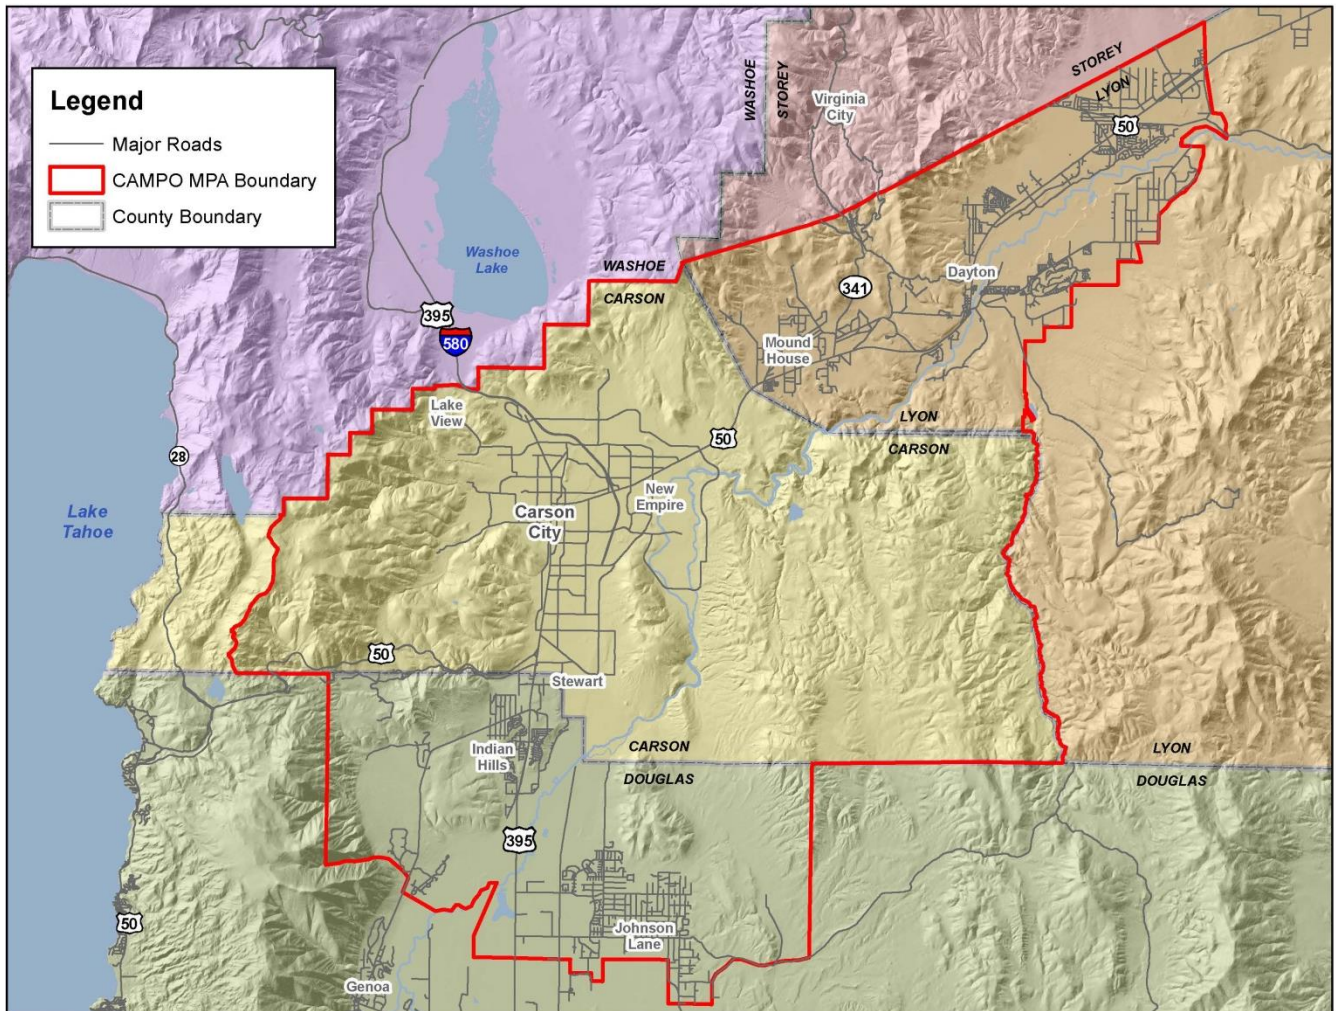 Legend
Major Roads
CAMPO MPA Boundary
County Boundary
WASHOE
STOREY
STOREY
LYON
Virginia
City
50
Washoe
Lake
WASHOE
CARSON
395
580
341
Dayton
Mound
House
Lake
View
LYON
CARSON
50
28
New
Empire
Carson
City
Lake
Tahoe
50
Stewart
Indian
Hills
CARSON
DOUGLAS
LYON
DOUGLAS
395
50
Johnson
Lane
Genoa